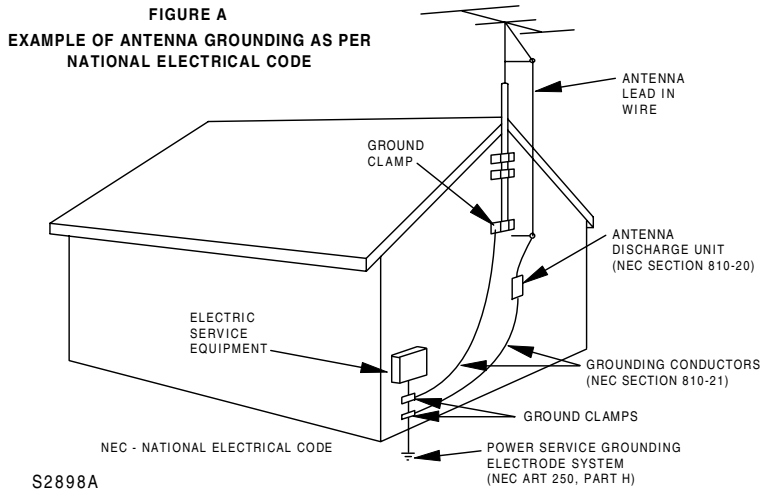 FIGURE A
EXAMPLE OF ANTENNA GROUNDING AS PER
NATIONAL ELECTRICAL CODE
ANTENNA
LEAD IN
WIRE
GROUND
CLAMP
ANTENNA
DISCHARGE UNIT
(NEC SECTION 810-20)
ELECTRIC
SERVICE
EQUIPMENT
GROUNDING CONDUCTORS
(NEC SECTION 810-21)
GROUND CLAMPS
NEC - NATIONAL ELECTRICAL CODE
POWER SERVICE GROUNDING
ELECTRODE SYSTEM
(NEC ART 250, PART H)
S2898A